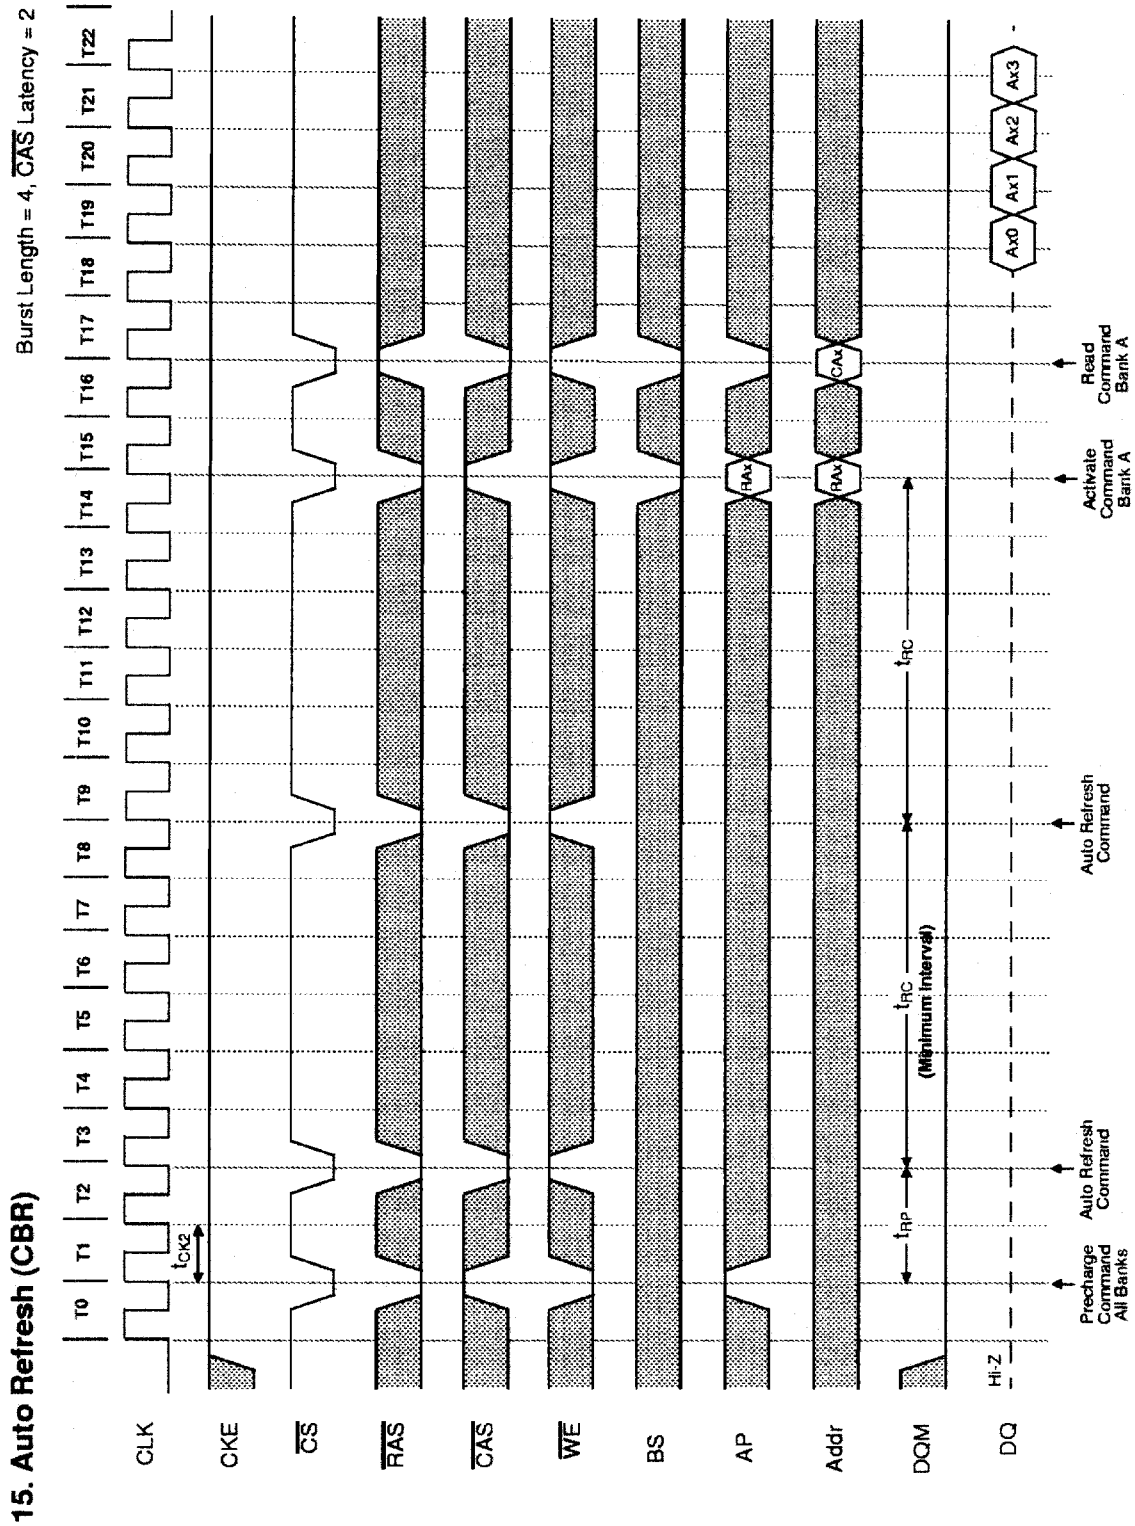 15. Auto Refresh (CBR)
Burst Length = 4, CAS Latency = 2
T0 T1 T2 T3 T4 T5 T6 T7 T8 T9 T10 T11 T12 T13 T14 T15 T16 T17 T18 T19 T20 T21 T22
CLK
tCK2
CKE
CS
RAS
CAS
WE
BS
AP
RAx
Addr
RAx CAx
DQM
tRP tRC tRC
(Minimum Interval)
DQ
Hi-Z
Ax0 Ax1 Ax2 Ax3
Precharge
Command
All Banks
Auto Refresh
Command
Auto Refresh
Command
Activate
Command
Bank A
Read
Command
Bank A